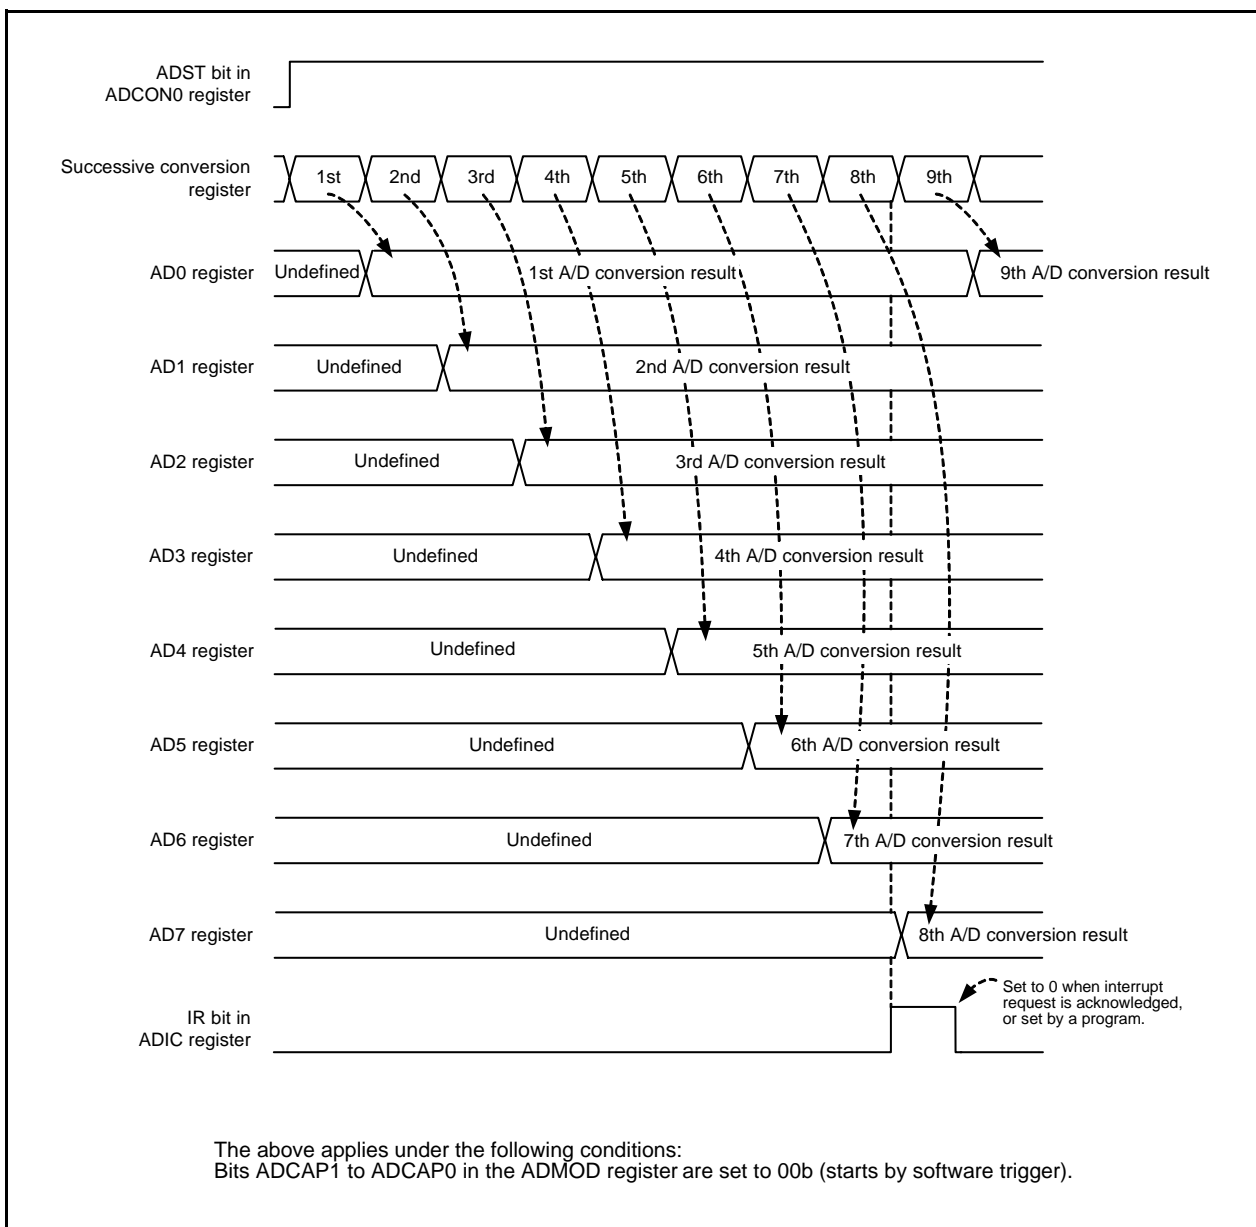 ADST bit in
ADCON0 register
Successive conversion
register
1st 2nd 3rd 4th 5th 6th 7th 8th 9th
AD0 register
Undefined
1st A/D conversion result
9th A/D conversion result
AD1 register
Undefined
2nd A/D conversion result
AD2 register
Undefined
3rd A/D conversion result
AD3 register
Undefined
4th A/D conversion result
AD4 register
Undefined
5th A/D conversion result
AD5 register
Undefined
6th A/D conversion result
AD6 register
Undefined
7th A/D conversion result
AD7 register
Undefined
8th A/D conversion result
IR bit in
ADIC register
Set to 0 when interrupt
request is acknowledged,
or set by a program.
The above applies under the following conditions:
Bits ADCAP1 to ADCAP0 in the ADMOD register are set to 00b (starts by software trigger).